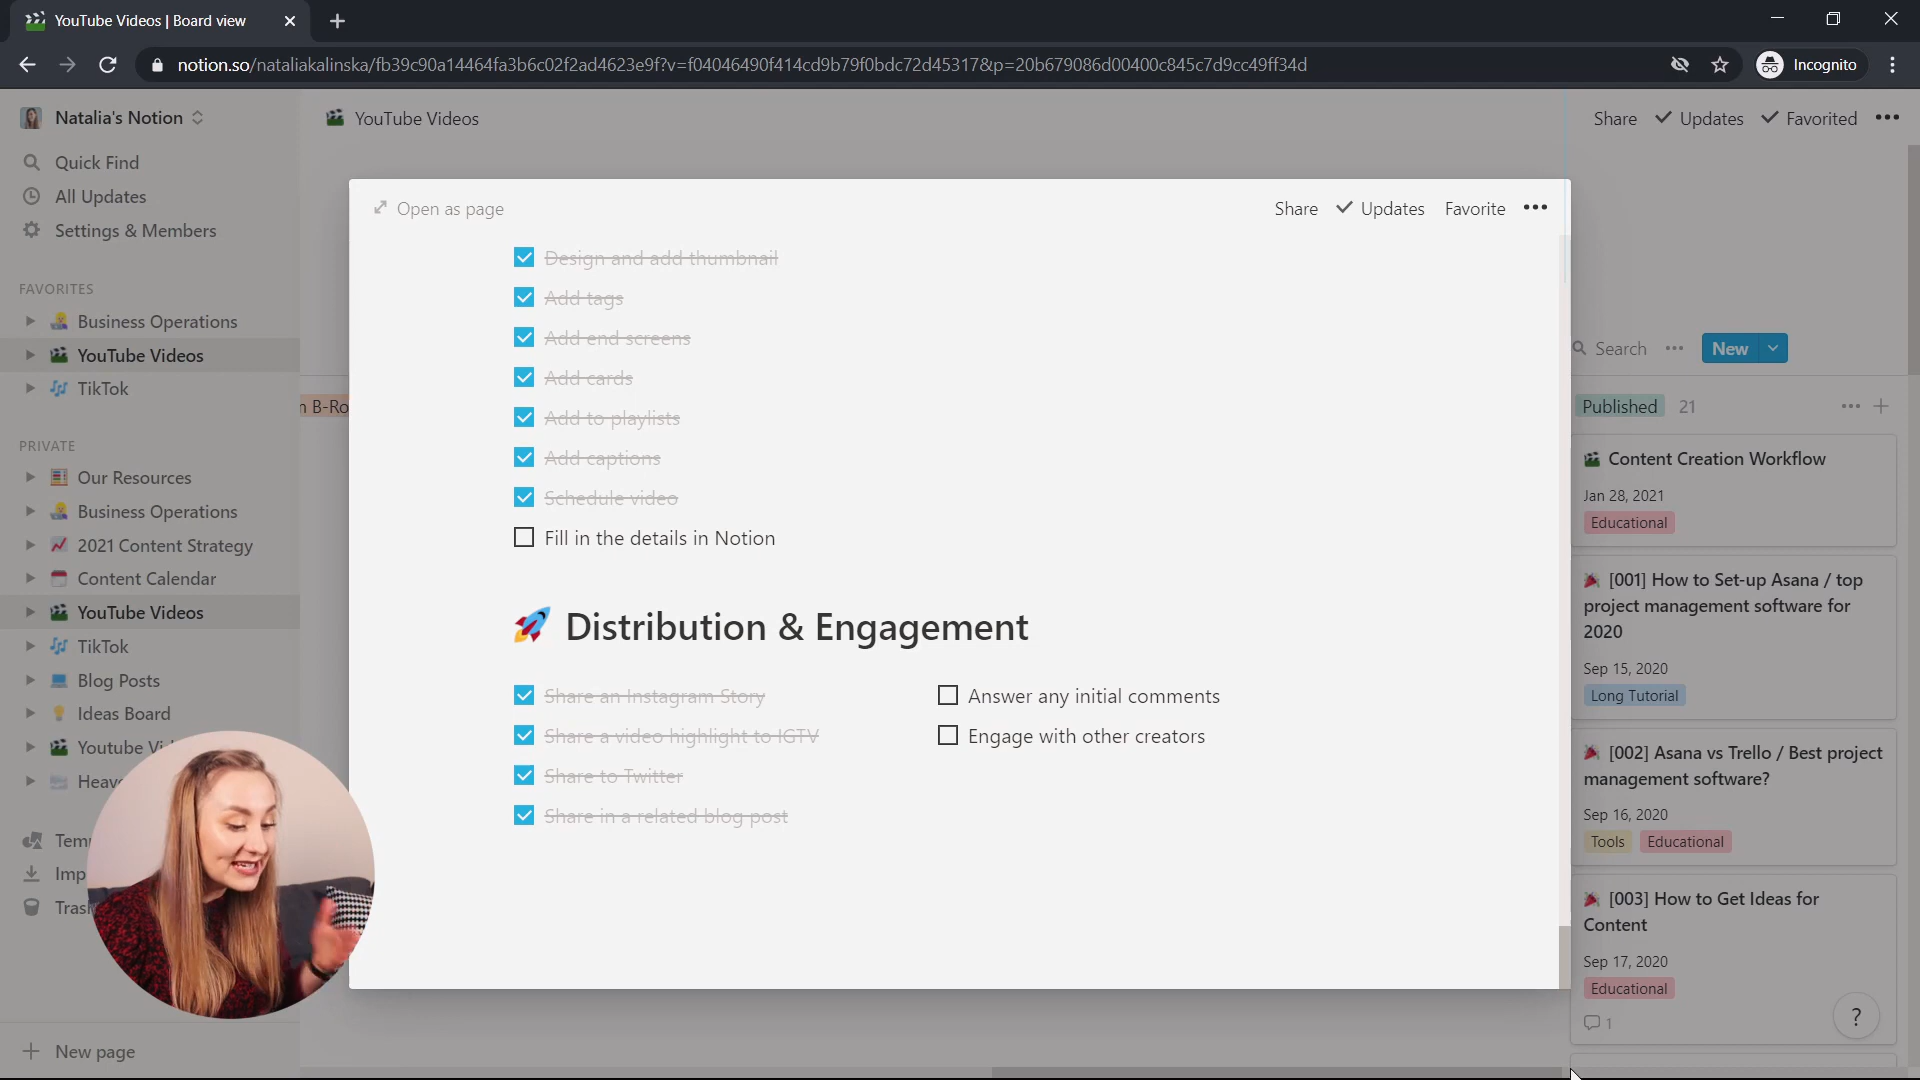 YouTube Videos | Board view
notion.so/nataliakalinska/fb39c90a14464fa3b6c02f2ad4623e9f?v=f04046490f414cd9b79f0bdc72d45317&p=20b679086d00400c845c7d9cc49ff34d
Incognito
Natalia's Notion
Quick Find
All Updates
Settings & Members
FAVORITES
Business Operations
YouTube Videos
TikTok
PRIVATE
Our Resources
Business Operations
2021 Content Strategy
Content Calendar
YouTube Videos
TikTok
Blog Posts
Ideas Board
Youtube
New page
YouTube Videos
Share Updates Favorited
Open as page
Share Updates Favorite
Design and add thumbnail
Add tags
Add end screens
Add cards
Add to playlists
Add captions
Schedule video
Fill in the details in Notion
Distribution & Engagement
Share an Instagram Story
Share a video highlight to IGTV
Share to Twitter
Share in a related blog post
Answer any initial comments
Engage with other creators
Search
New
Published 21
Content Creation Workflow
Jan 28, 2021
Educational
[001] How to Set-up Asana / top
project management software for
2020
Sep 15, 2020
Long Tutorial
[002] Asana vs Trello / Best project
management software?
Sep 16, 2020
Tools Educational
[003] How to Get Ideas for
Content
Sep 17, 2020
Educational
1
?